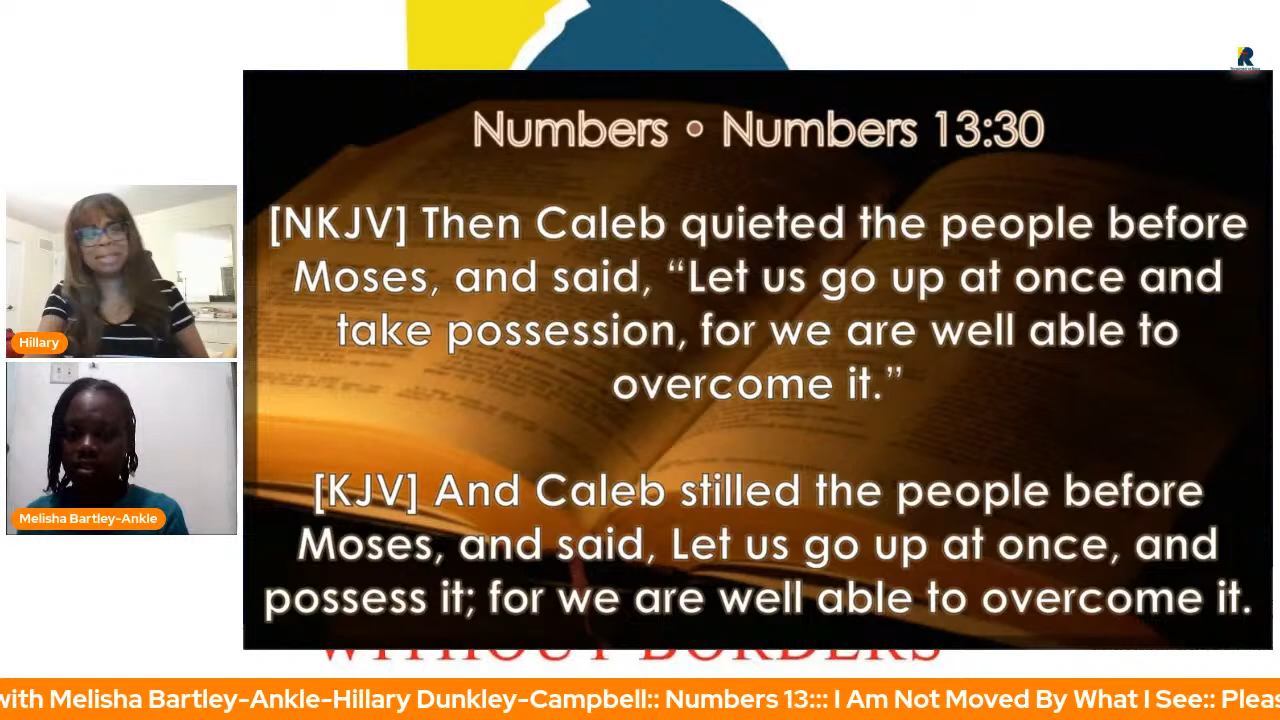 Numbers • Numbers 13:30
[NKJV] Then Caleb quieted the people before
Moses, and said, “Let us go up at once and
take possession, for we are well able to
overcome it.”
[KJV] And Caleb stilled the people before
Moses, and said, Let us go up at once, and
possess it; for we are well able to overcome it.
Hillary
Melisha Bartley-Ankle
WITHOUT BORDERS
with Melisha Bartley-Ankle-Hillary Dunkley-Campbell:: Numbers 13::: I Am Not Moved By What I See:: Pleas